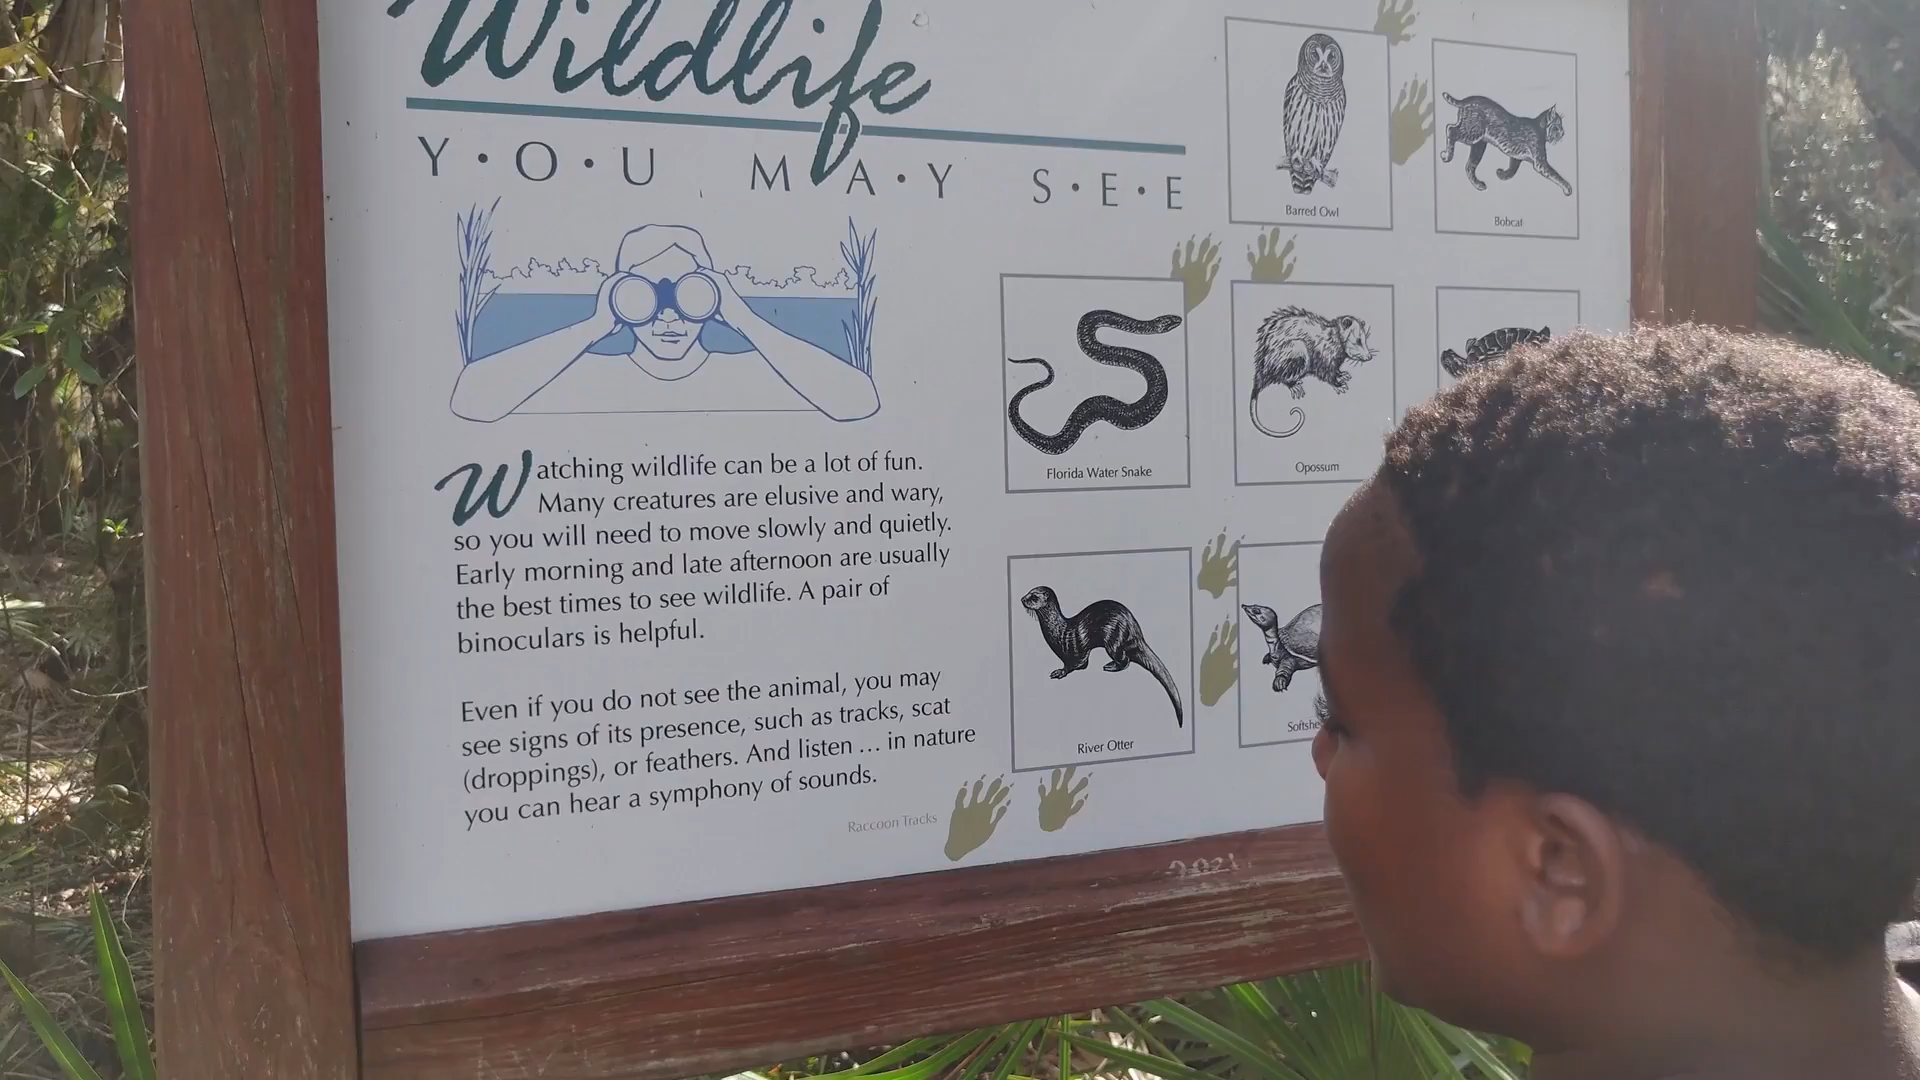 Wildlife
Y·O·U M·A·Y S·E·E
Barred Owl
Bobcat
Florida Water Snake
Opossum
Watching wildlife can be a lot of fun.
Many creatures are elusive and wary,
so you will need to move slowly and quietly.
Early morning and late afternoon are usually
the best times to see wildlife. A pair of
binoculars is helpful.
Even if you do not see the animal, you may
see signs of its presence, such as tracks, scat
(droppings), or feathers. And listen ... in nature
you can hear a symphony of sounds.
River Otter
Softshe
Raccoon Tracks
2021